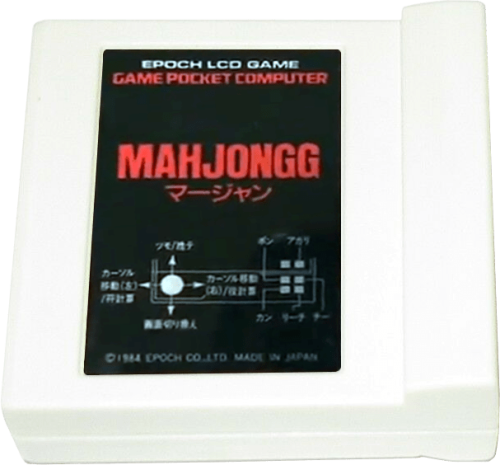 EPOCH LCD GAME
GAME POCKET COMPUTER
MAHJONGG
マージャン
ツモ/捨テ
ポン アガリ
カーソル
移動(左)
/符計算
カーソル移動
(右)/役計算
画面切り換え
カン リーチ チー
©1984 EPOCH CO.,LTD. MADE IN JAPAN